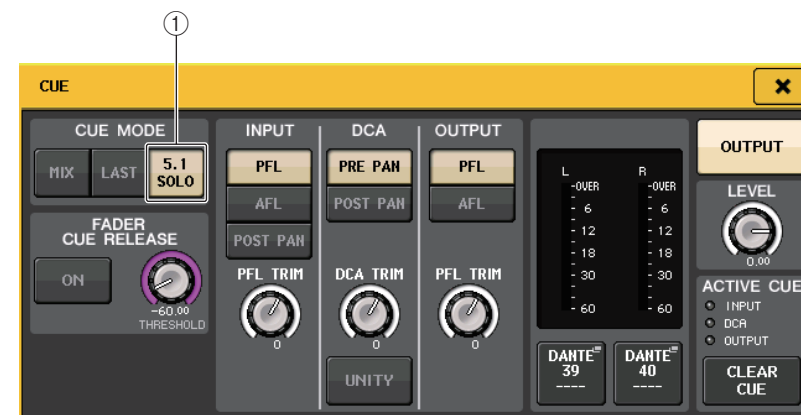 ①
CUE
CUE MODE
MIX
LAST
5.1
SOLO
FADER
CUE RELEASE
ON
-60.00
THRESHOLD
INPUT
PFL
AFL
POST PAN
PFL TRIM
0
DCA
PRE PAN
POST PAN
DCA TRIM
0
UNITY
OUTPUT
PFL
AFL
PFL TRIM
0
L R
-OVER -OVER
- 6 - 6
- 12 - 12
- 18 - 18
- 30 - 30
- 60 - 60
DANTE
39
----
DANTE
40
----
OUTPUT
LEVEL
0.00
ACTIVE CUE
INPUT
DCA
OUTPUT
CLEAR
CUE